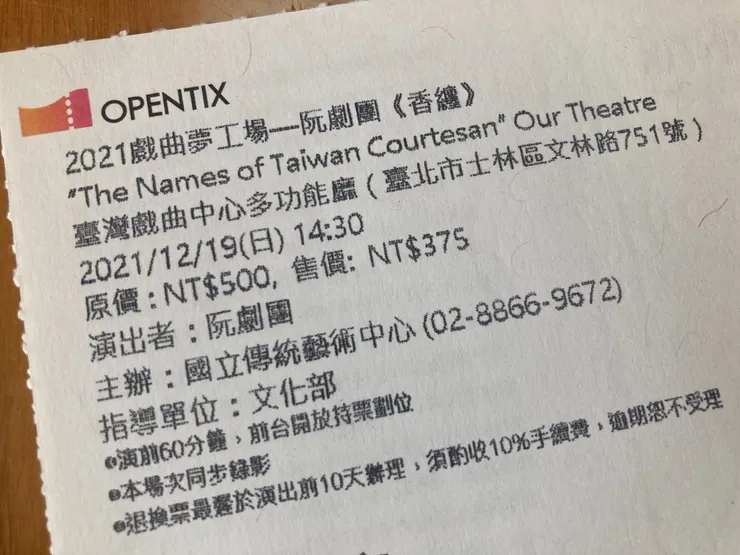 OPENTIX
2021戲曲夢工場—阮劇團《香纏》
"The Names of Taiwan Courtesan" Our Theatre
臺灣戲曲中心多功能廳（臺北市士林區文林路751號）
2021/12/19(日) 14:30
原價：NT$500, 售價: NT$375
演出者：阮劇團
主辦：國立傳統藝術中心 (02-8866-9672)
指導單位：文化部
●演前60分鐘，前台開放持票劃位
●本場次同步錄影
●退換票最遲於演出前10天辦理，須酌收10%手續費，逾期恕不受理